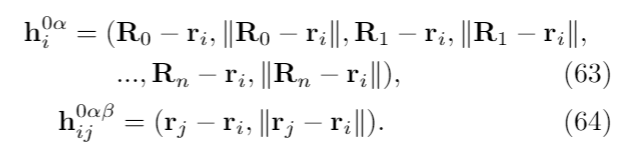 h_i^{0α} = (R_0 − r_i, ‖R_0 − r_i‖, R_1 − r_i, ‖R_1 − r_i‖,
..., R_n − r_i, ‖R_n − r_i‖), (63)
h_{ij}^{0αβ} = (r_j − r_i, ‖r_j − r_i‖). (64)